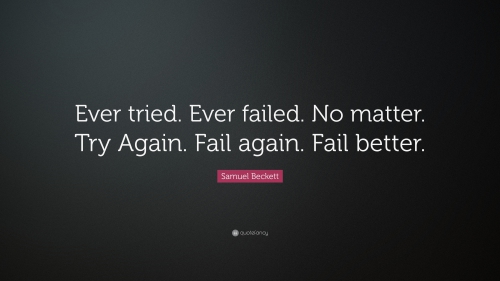 Ever tried. Ever failed. No matter.
Try Again. Fail again. Fail better.
Samuel Beckett
quotefancy